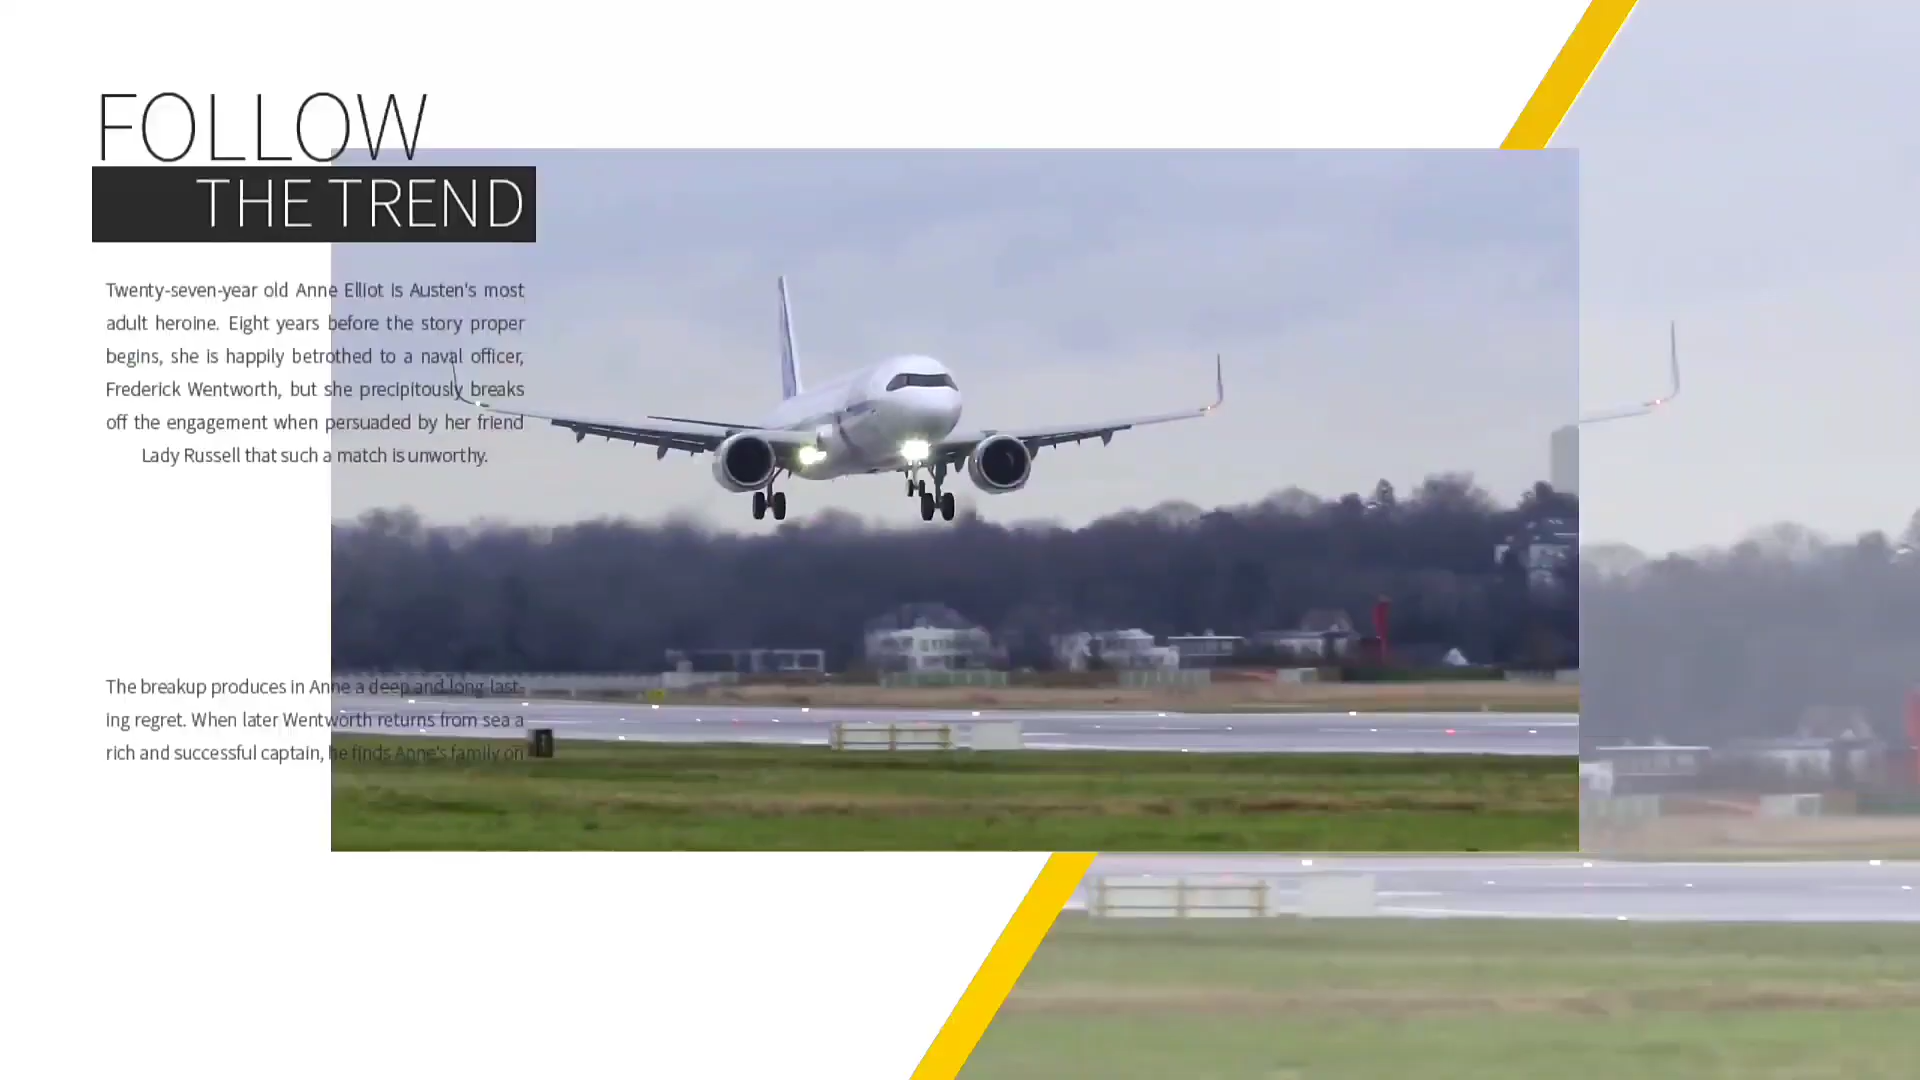 FOLLOW
THE TREND
Twenty-seven-year old Anne Elliot is Austen's most
adult heroine. Eight years before the story proper
begins, she is happily betrothed to a naval officer,
Frederick Wentworth, but she precipitously breaks
off the engagement when persuaded by her friend
Lady Russell that such a match is unworthy.
The breakup produces in Anne a deep and long-last-
ing regret. When later Wentworth returns from sea a
rich and successful captain, he finds Anne's family on